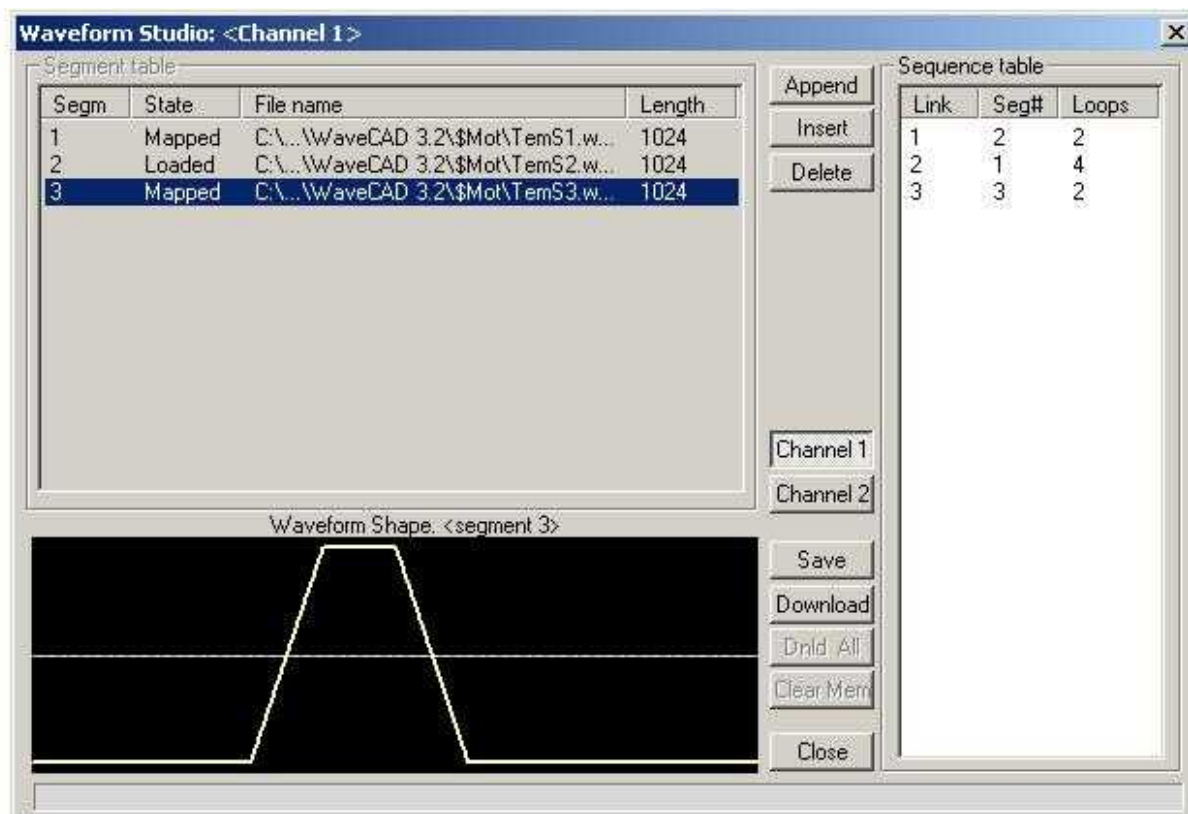 Waveform Studio: <Channel 1>
Segment table
Segm State File name Length
1 Mapped C:\...\WaveCAD 3.2\$Mot\TemS1.w... 1024
2 Loaded C:\...\WaveCAD 3.2\$Mot\TemS2.w... 1024
3 Mapped C:\...\WaveCAD 3.2\$Mot\TemS3.w... 1024
Waveform Shape. <segment 3>
Append
Insert
Delete
Channel 1
Channel 2
Save
Download
Dnld All
Clear Mem
Close
Sequence table
Link Seg# Loops
1 2 2
2 1 4
3 3 2